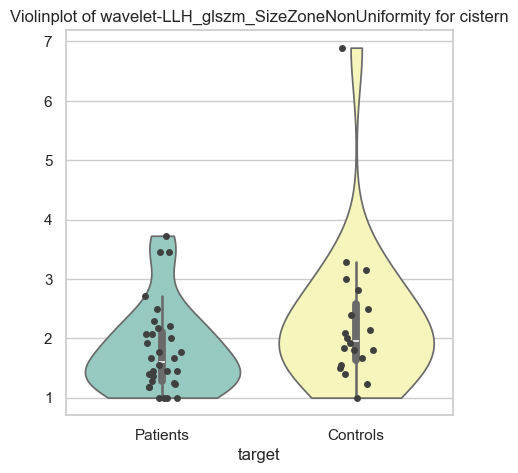 Violinplot of wavelet-LLH_glszm_SizeZoneNonUniformity for cistern
7
6
5
4
3
2
1
Patients Controls
target